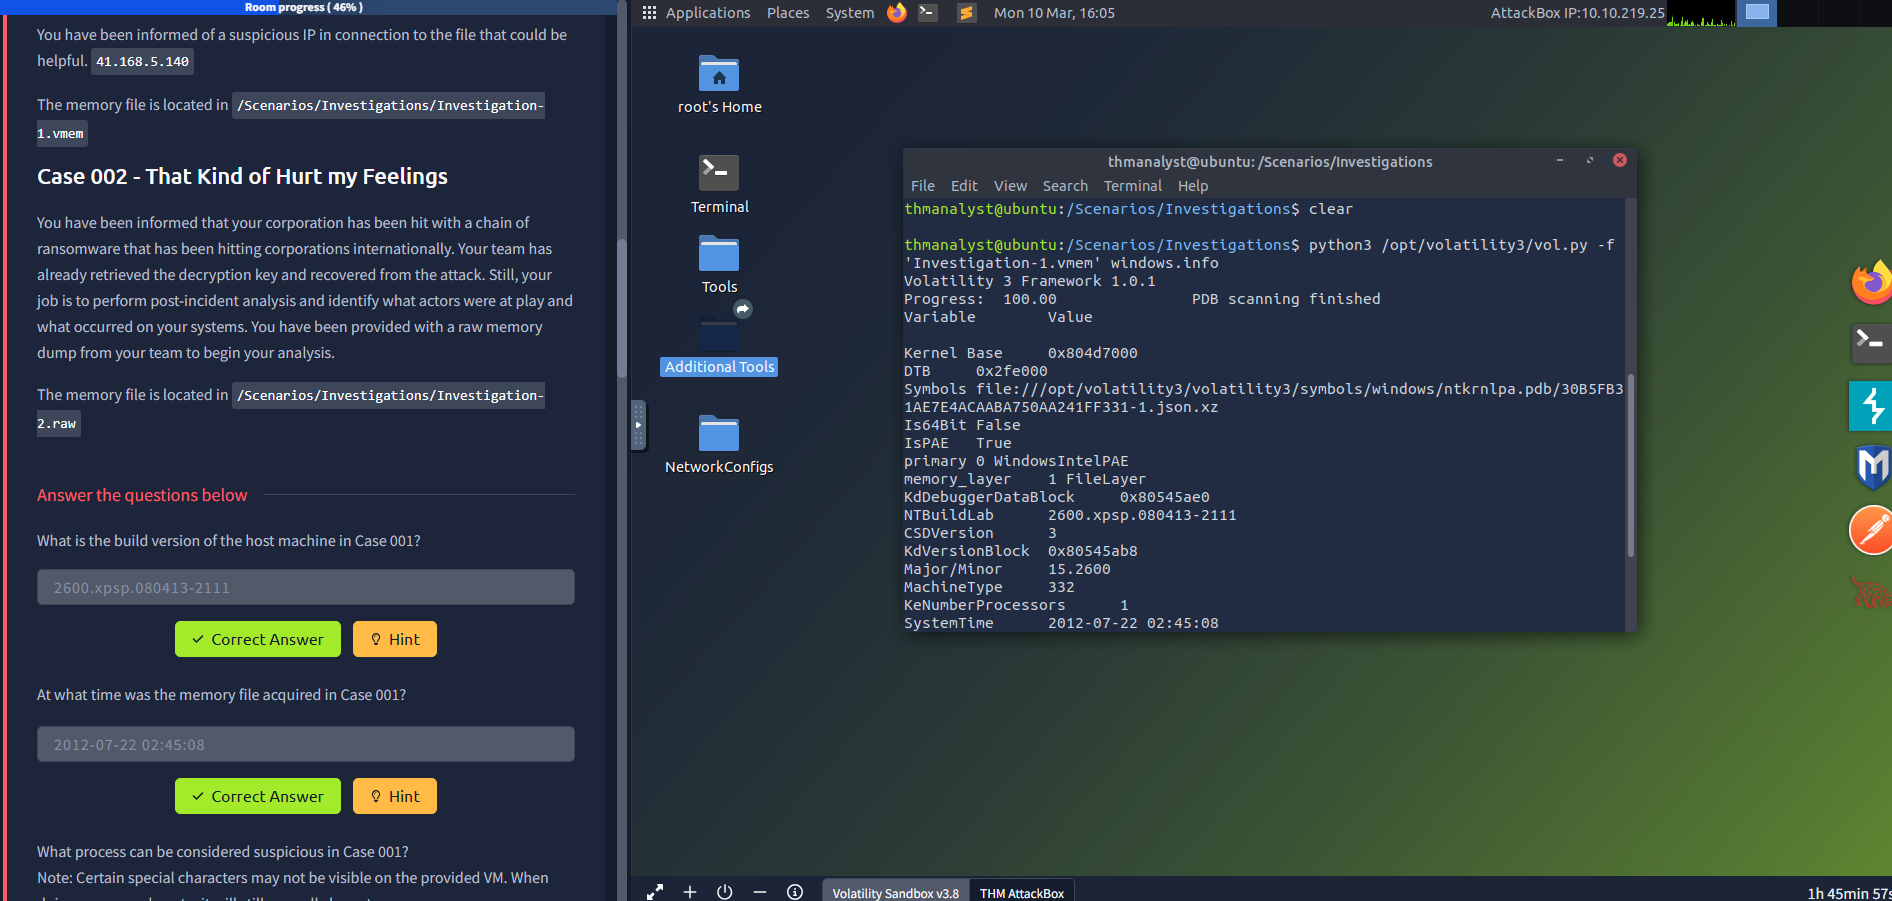 Room progress ( 46% )
You have been informed of a suspicious IP in connection to the file that could be
helpful. 41.168.5.140
The memory file is located in /Scenarios/Investigations/Investigation-
1.vmem
Case 002 - That Kind of Hurt my Feelings
You have been informed that your corporation has been hit with a chain of
ransomware that has been hitting corporations internationally. Your team has
already retrieved the decryption key and recovered from the attack. Still, your
job is to perform post-incident analysis and identify what actors were at play and
what occurred on your systems. You have been provided with a raw memory
dump from your team to begin your analysis.
The memory file is located in /Scenarios/Investigations/Investigation-
2.raw
Answer the questions below
What is the build version of the host machine in Case 001?
2600.xpsp.080413-2111
Correct Answer
Hint
At what time was the memory file acquired in Case 001?
2012-07-22 02:45:08
Correct Answer
Hint
What process can be considered suspicious in Case 001?
Note: Certain special characters may not be visible on the provided VM. When
Applications Places System Mon 10 Mar, 16:05 AttackBox IP:10.10.219.25
root's Home
Terminal
Tools
Additional Tools
NetworkConfigs
thmanalyst@ubuntu: /Scenarios/Investigations
File Edit View Search Terminal Help
thmanalyst@ubuntu:/Scenarios/Investigations$ clear
thmanalyst@ubuntu:/Scenarios/Investigations$ python3 /opt/volatility3/vol.py -f
'Investigation-1.vmem' windows.info
Volatility 3 Framework 1.0.1
Progress: 100.00 PDB scanning finished
Variable Value
Kernel Base 0x804d7000
DTB 0x2fe000
Symbols file:///opt/volatility3/volatility3/symbols/windows/ntkrnlpa.pdb/30B5FB3
1AE7E4ACAABA750AA241FF331-1.json.xz
Is64Bit False
IsPAE True
primary 0 WindowsIntelPAE
memory_layer 1 FileLayer
KdDebuggerDataBlock 0x80545ae0
NTBuildLab 2600.xpsp.080413-2111
CSDVersion 3
KdVersionBlock 0x80545ab8
Major/Minor 15.2600
MachineType 332
KeNumberProcessors 1
SystemTime 2012-07-22 02:45:08
Volatility Sandbox v3.8
THM AttackBox
1h 45min 57s